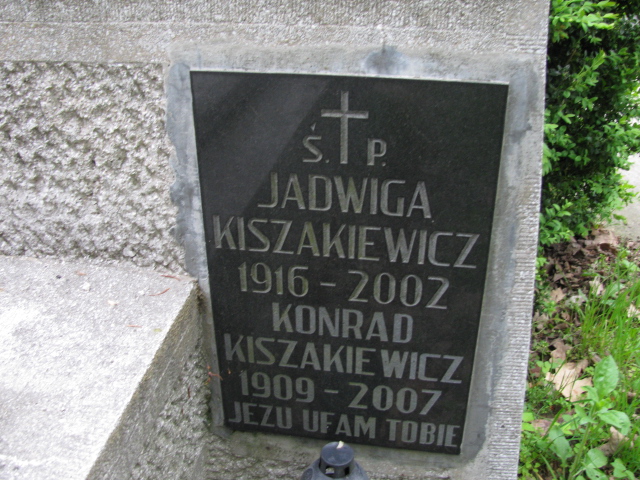 Ś. P.
JADWIGA
KISZAKIEWICZ
1916 - 2002
KONRAD
KISZAKIEWICZ
1909 - 2007
JEZU UFAM TOBIE